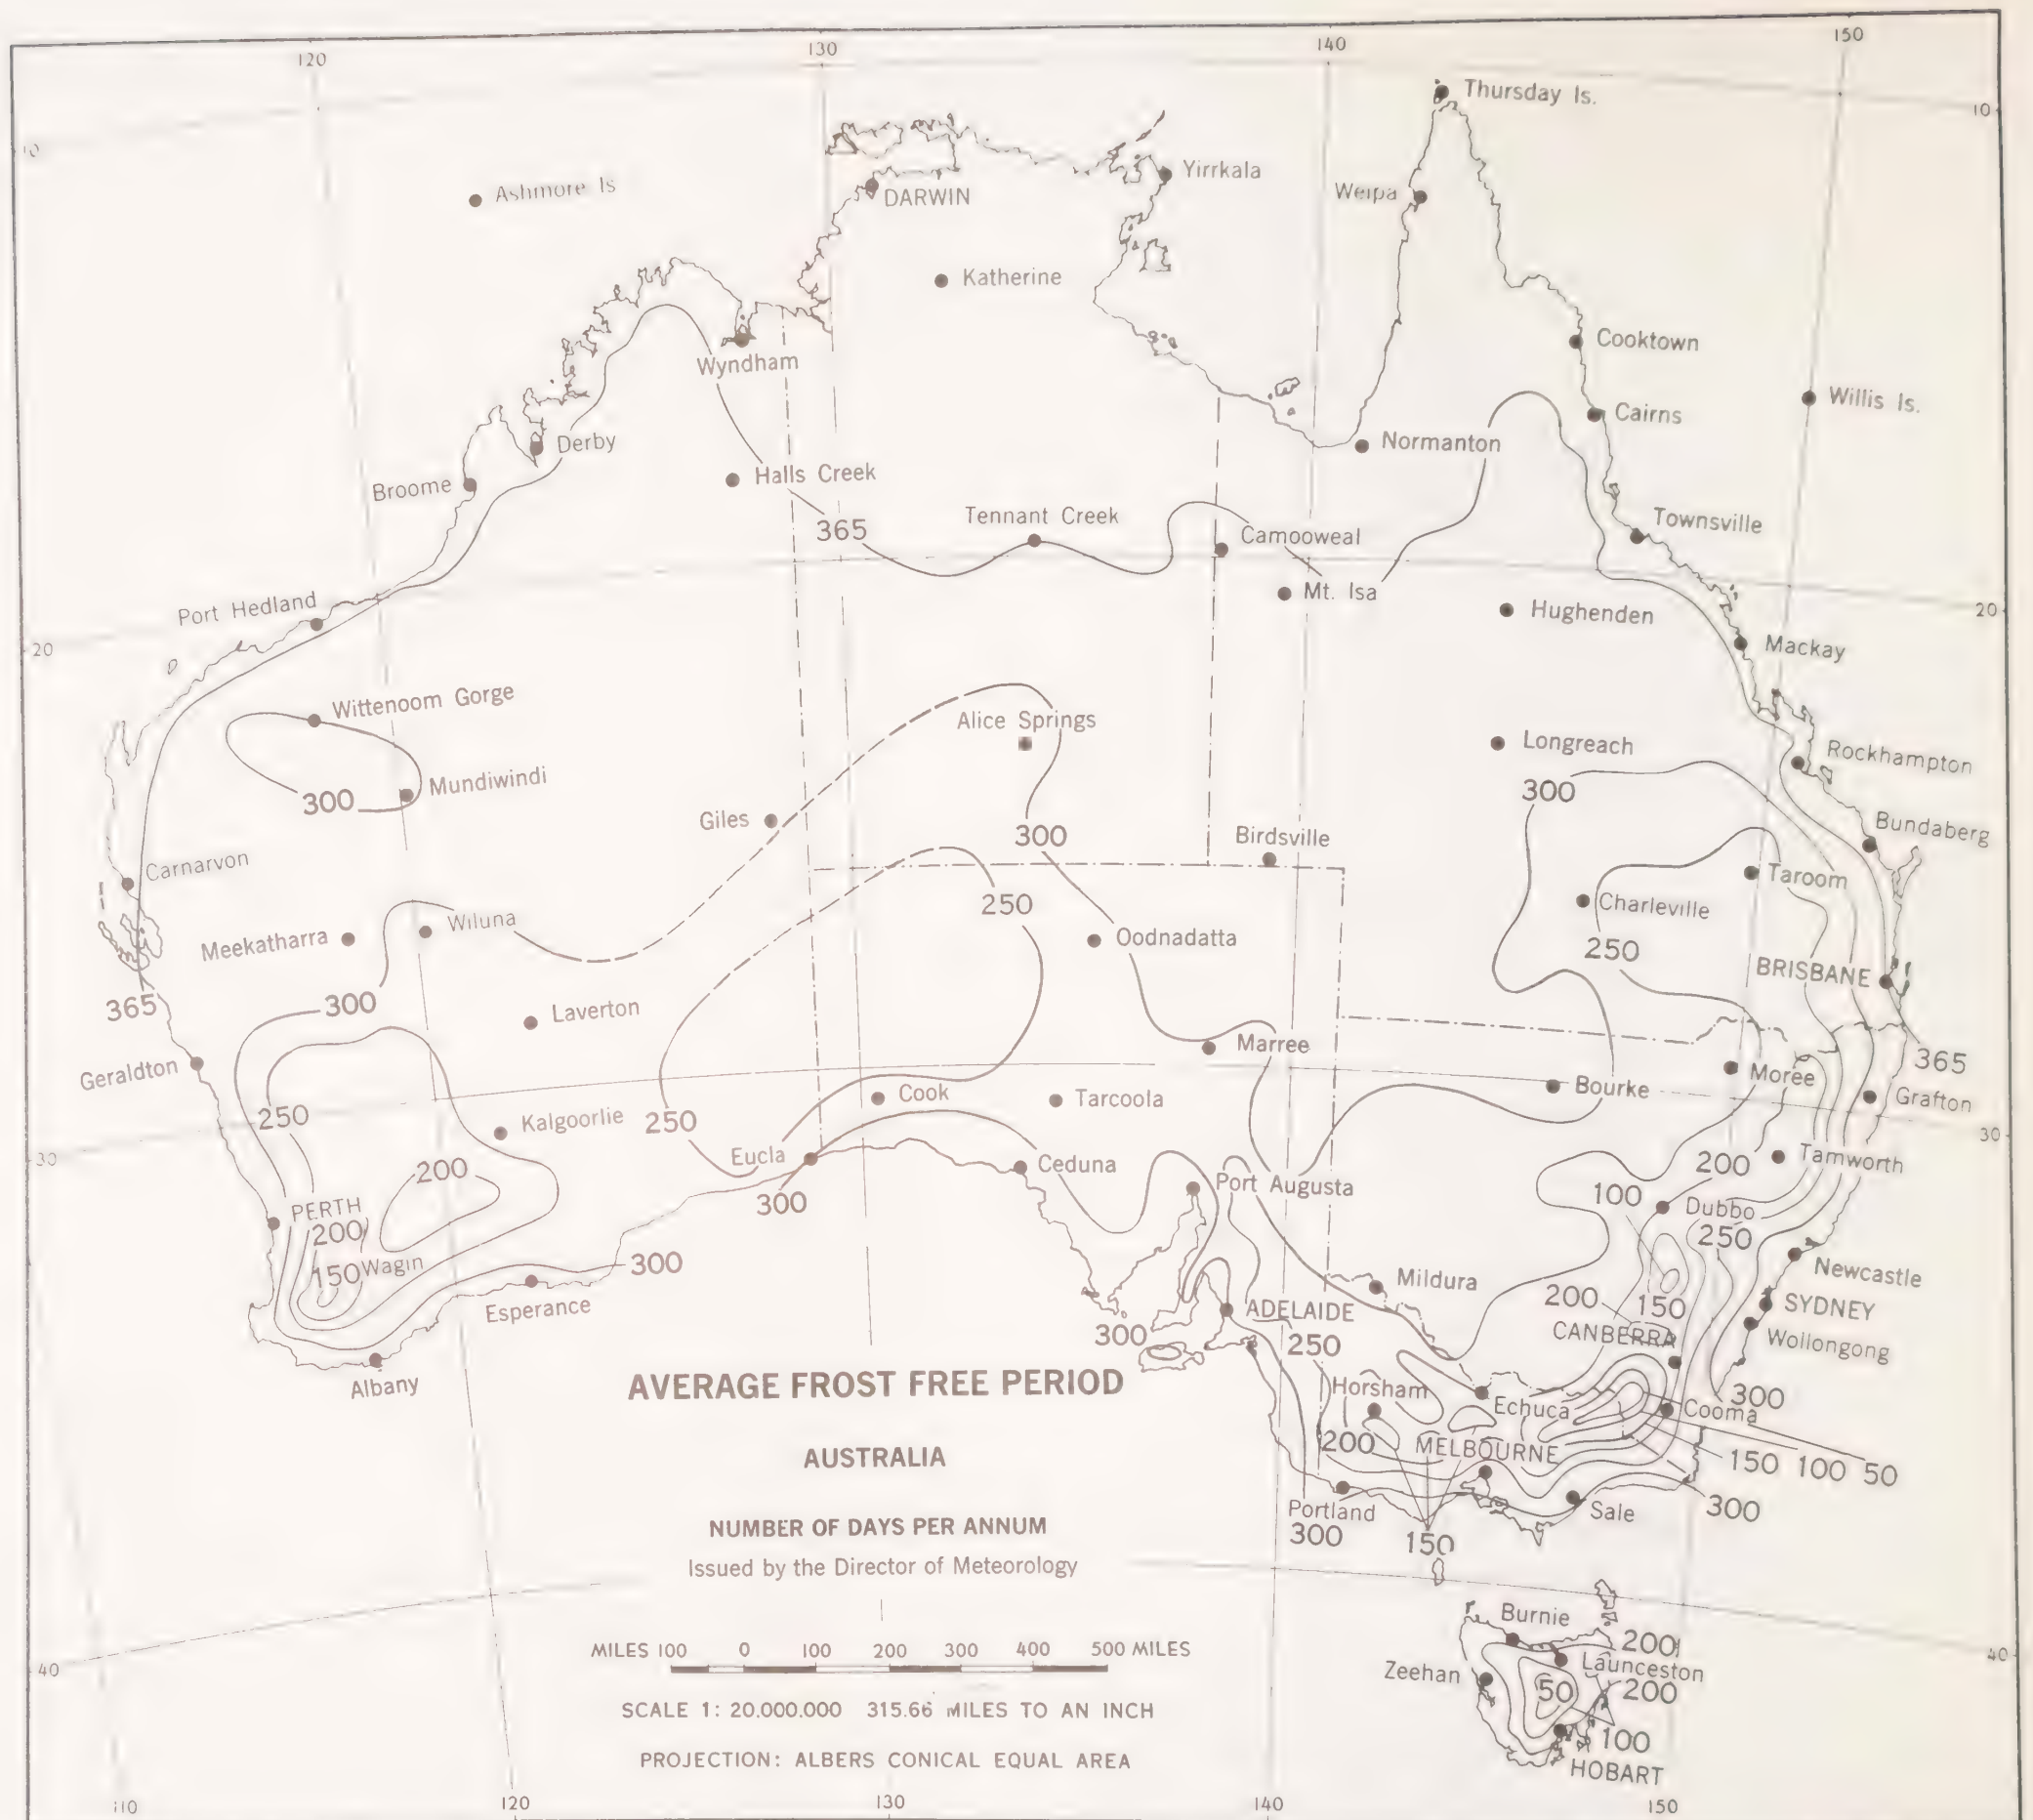 120 130 140 150
Thursday Is.
10 10
Ashmore Is
DARWIN
Yirrkala
Weipa
Katherine
Wyndham
Cooktown
Willis Is.
Cairns
Derby
Normanton
Broome
Halls Creek
365
Tennant Creek
Camooweal
Townsville
Mt. Isa
Port Hedland
Hughenden
20 20
Mackay
Wittenoom Gorge
Alice Springs
Longreach
Rockhampton
300
Mundiwindi
300
Giles
300
Birdsville
Bundaberg
Carnarvon
Taroom
250
Charleville
Wiluna
Meekatharra
Oodnadatta
250
BRISBANE
365
300
Laverton
Marree
365
Geraldton
Moree
Bourke
Cook
Tarcoola
Grafton
250
Kalgoorlie
250
30 30
Eucla
Ceduna
200
Tamworth
200
Port Augusta
100
Dubbo
300
PERTH
200
250
150
Wagin
300
Mildura
Newcastle
Esperance
200
150
SYDNEY
ADELAIDE
300
250
CANBERRA
Wollongong
Albany
AVERAGE FROST FREE PERIOD
Horsham
Echuca
300
Cooma
AUSTRALIA
200
MELBOURNE
150 100 50
NUMBER OF DAYS PER ANNUM
Portland
Sale
300
300
150
Issued by the Director of Meteorology
Burnie
200
MILES 100 0 100 200 300 400 500 MILES
40 40
Zeehan
Launceston
50
200
SCALE 1: 20.000.000 315.66 MILES TO AN INCH
100
PROJECTION: ALBERS CONICAL EQUAL AREA
HOBART
110 120 130 140 150